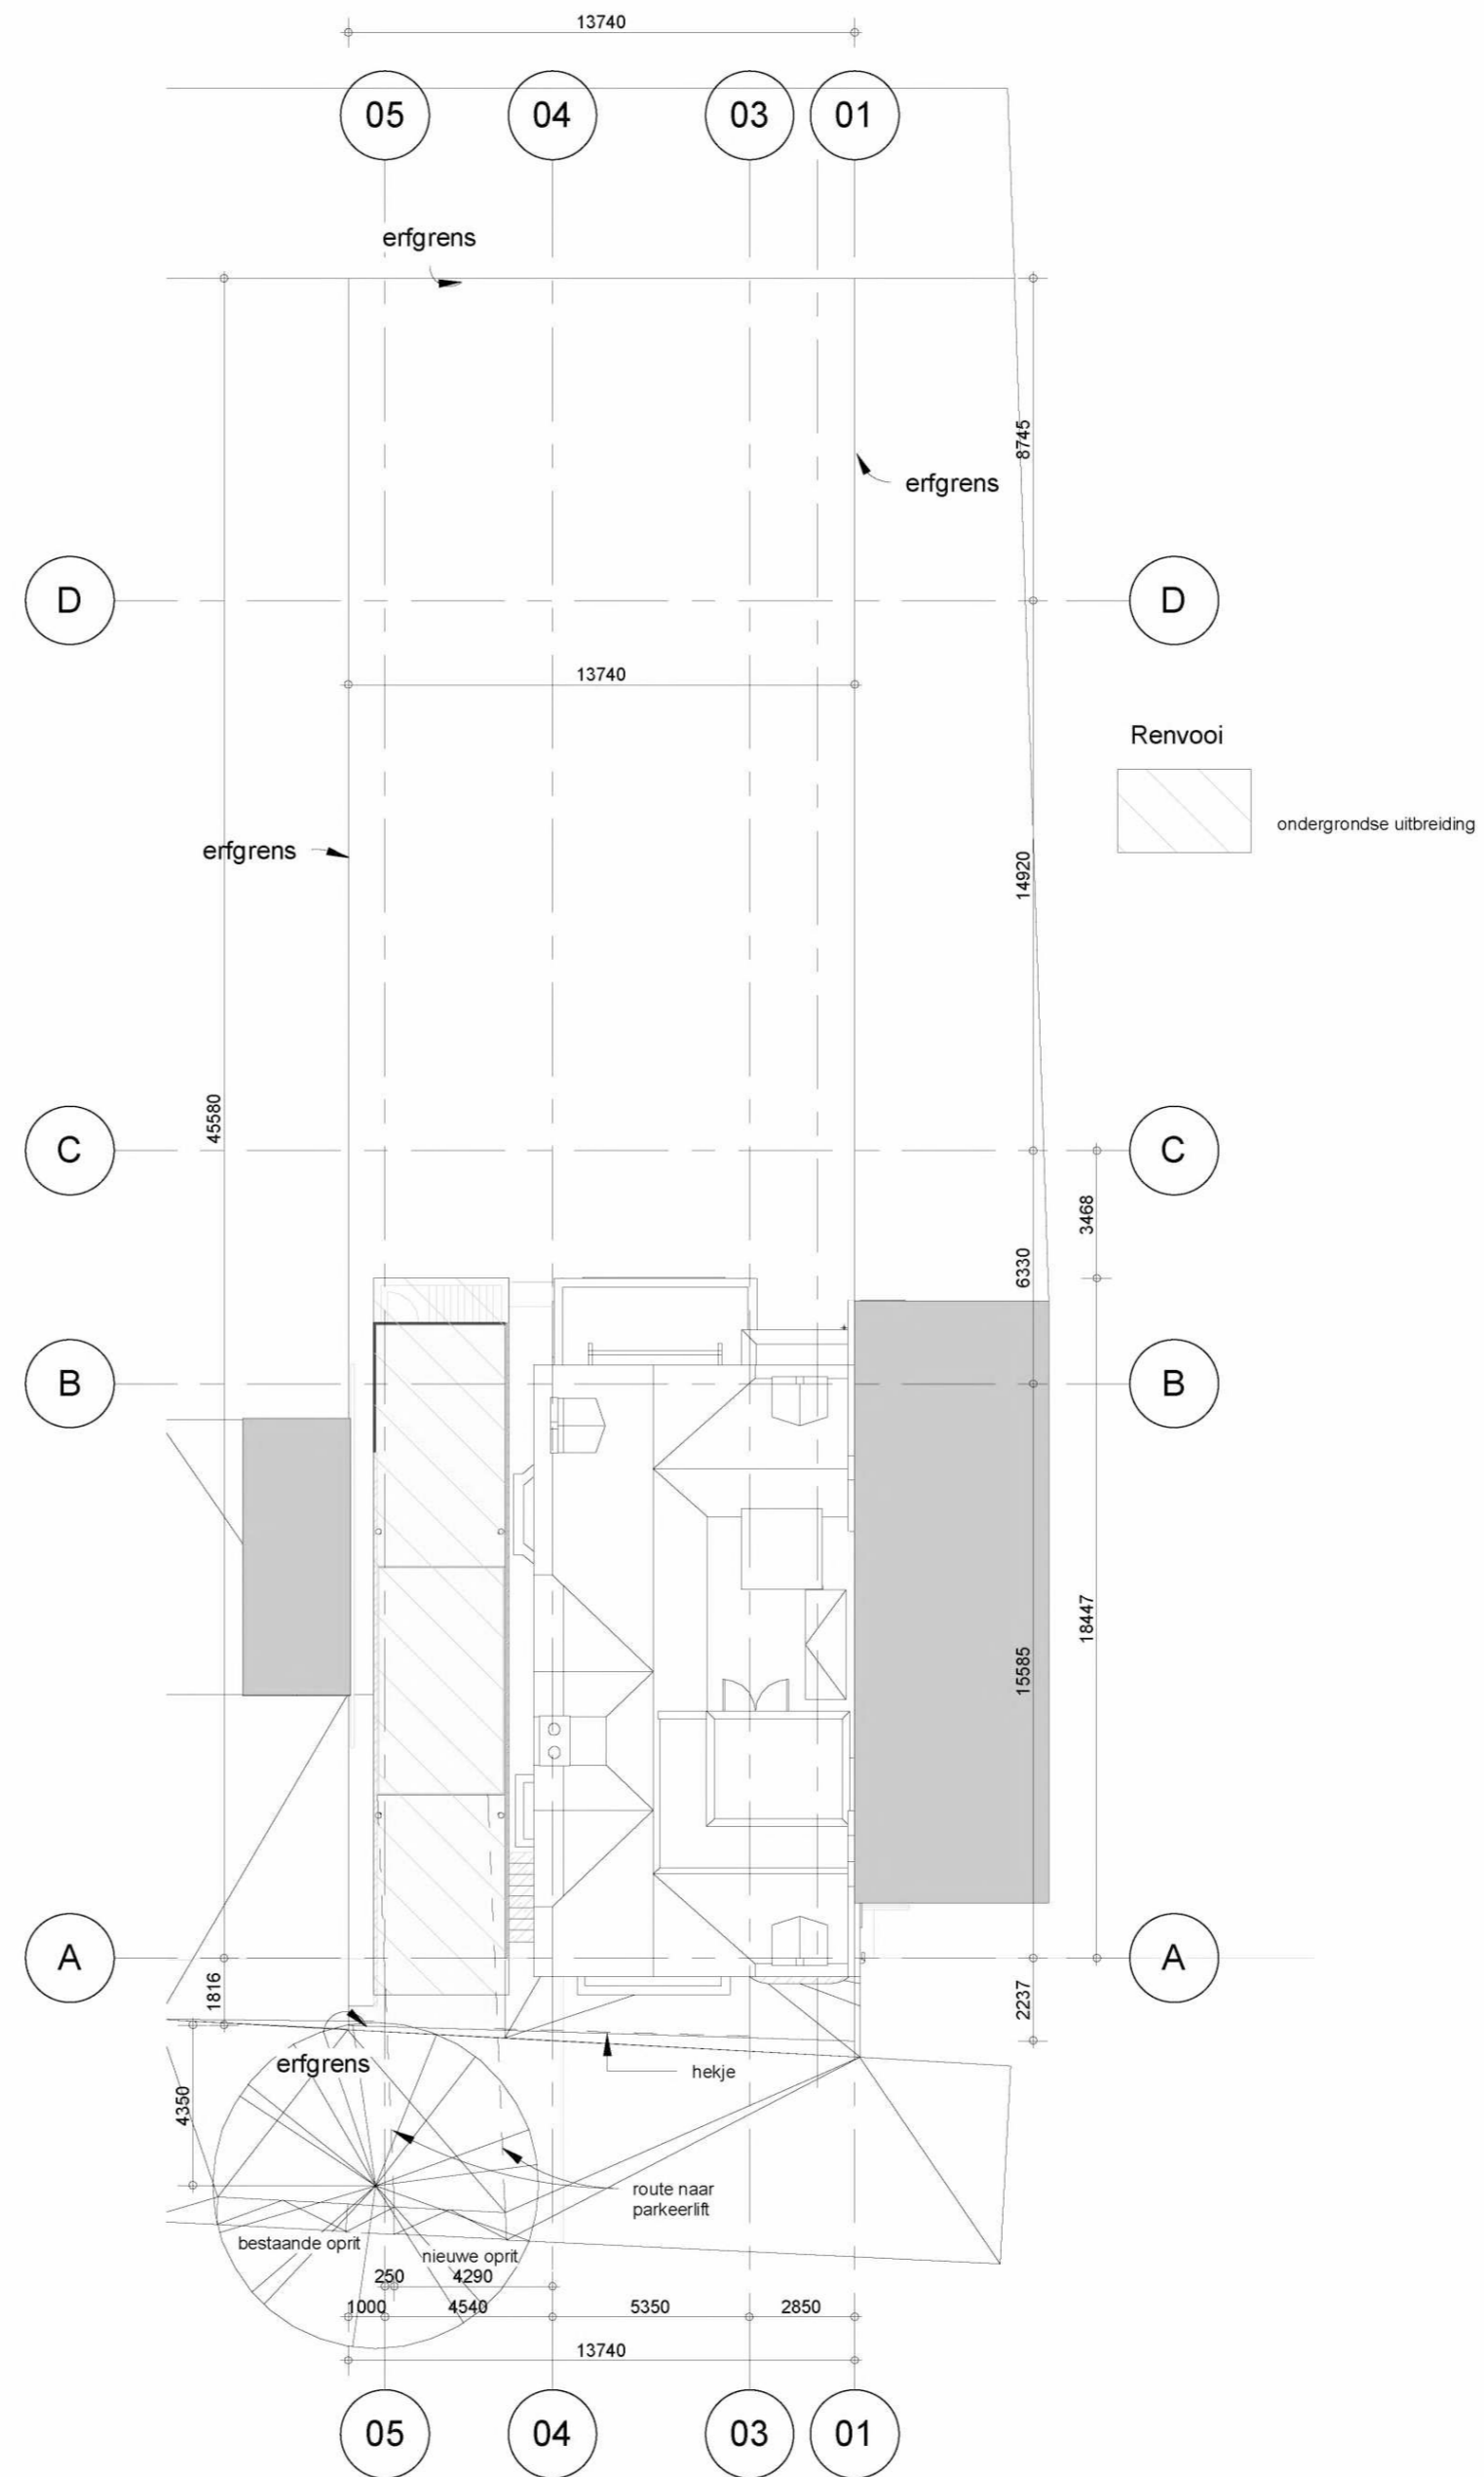 13740
05
04
03
01
erfgrens
8745
erfgrens
D
D
13740
Renvooi
ondergrondse uitbreiding
erfgrens
14920
45580
C
C
3468
6330
B
B
18447
15585
A
A
1816
2237
erfgrens
hekje
4350
route naar
parkeerlift
bestaande oprit
nieuwe oprit
250
4290
1000
4540
5350
2850
13740
05
04
03
01